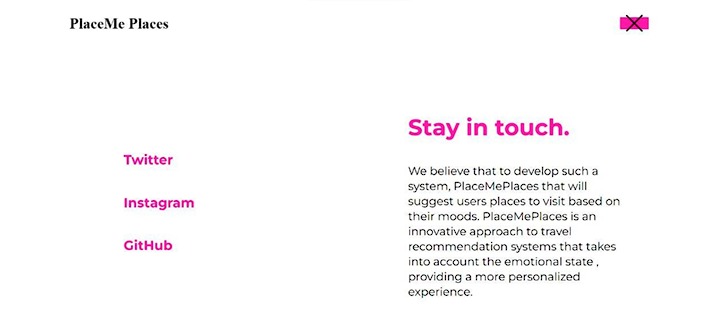 PlaceMe Places
Twitter
Instagram
GitHub
Stay in touch.
We believe that to develop such a
system, PlaceMePlaces that will
suggest users places to visit based on
their moods. PlaceMePlaces is an
innovative approach to travel
recommendation systems that takes
into account the emotional state ,
providing a more personalized
experience.